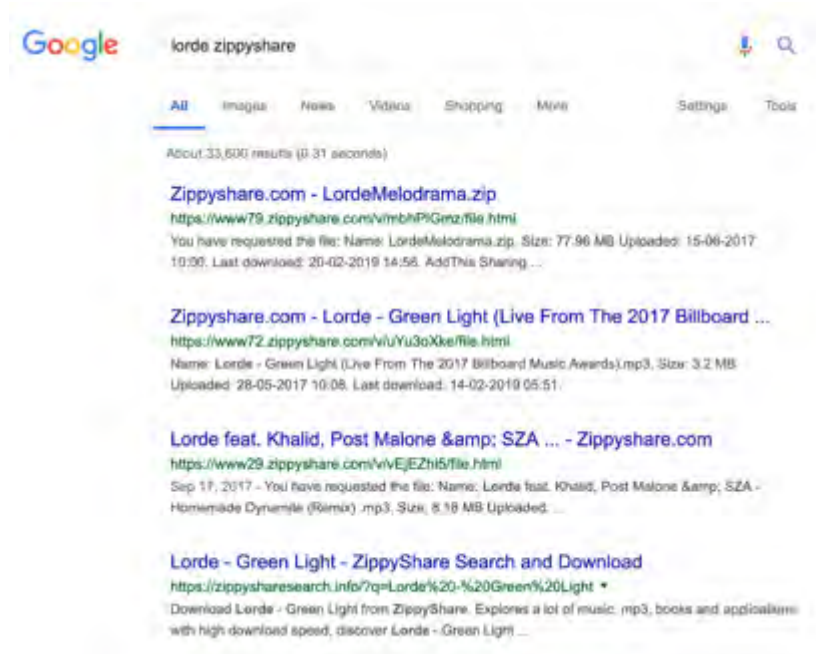 Google
lorde zippyshare
All Images News Videos Shopping More Settings Tools
About 33,600 results (0.31 seconds)
Zippyshare.com - LordeMelodrama.zip
https://www79.zippyshare.com/v/mbhPlGmz/file.html
You have requested the file: Name: LordeMelodrama.zip. Size: 77.96 MB Uploaded: 15-06-2017
10:00. Last download: 20-02-2019 14:56. AddThis Sharing ...
Zippyshare.com - Lorde - Green Light (Live From The 2017 Billboard ...
https://www72.zippyshare.com/v/uYu3oXke/file.html
Name: Lorde - Green Light (Live From The 2017 Billboard Music Awards).mp3. Size: 3.2 MB
Uploaded: 28-05-2017 10:08. Last download: 14-02-2019 05:51.
Lorde feat. Khalid, Post Malone &amp; SZA ... - Zippyshare.com
https://www29.zippyshare.com/v/vEjEZhl5/file.html
Sep 17, 2017 - You have requested the file: Name: Lorde feat. Khalid, Post Malone &amp; SZA -
Homemade Dynamite (Remix) .mp3. Size: 8.18 MB Uploaded: ...
Lorde - Green Light - ZippyShare Search and Download
https://zippysharesearch.info/?q=Lorde%20-%20Green%20Light
Download Lorde - Green Light from ZippyShare. Explores a lot of music, mp3, books and applications
with high download speed, discover Lorde - Green Light ...